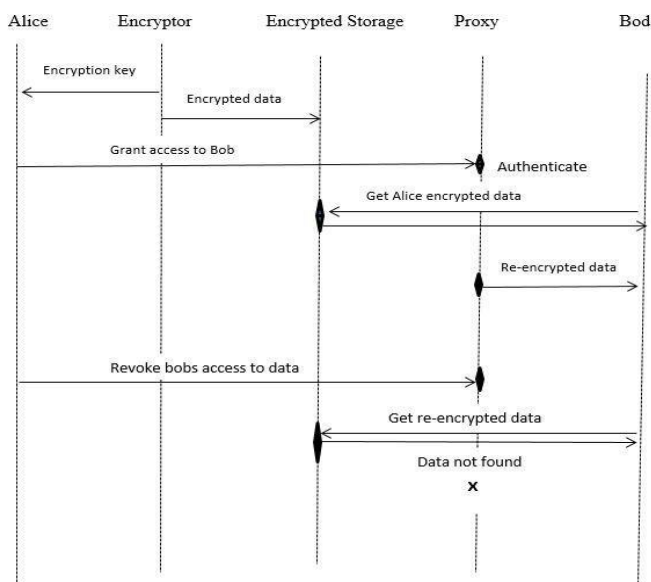 Alice Encryptor Encrypted Storage Proxy Bod
Encryption key
Encrypted data
Grant access to Bob
Authenticate
Get Alice encrypted data
Re-encrypted data
Revoke bobs access to data
Get re-encrypted data
Data not found
x